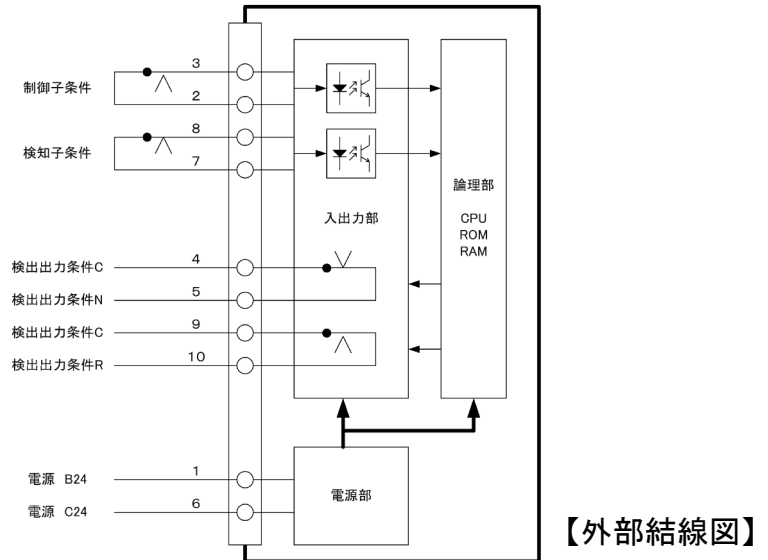 制御子条件
3
2
検知子条件
8
7
入出力部
論理部
CPU
ROM
RAM
検出出力条件C
4
検出出力条件N
5
検出出力条件C
9
検出出力条件R
10
電源 B24
1
電源 C24
6
電源部
【外部結線図】